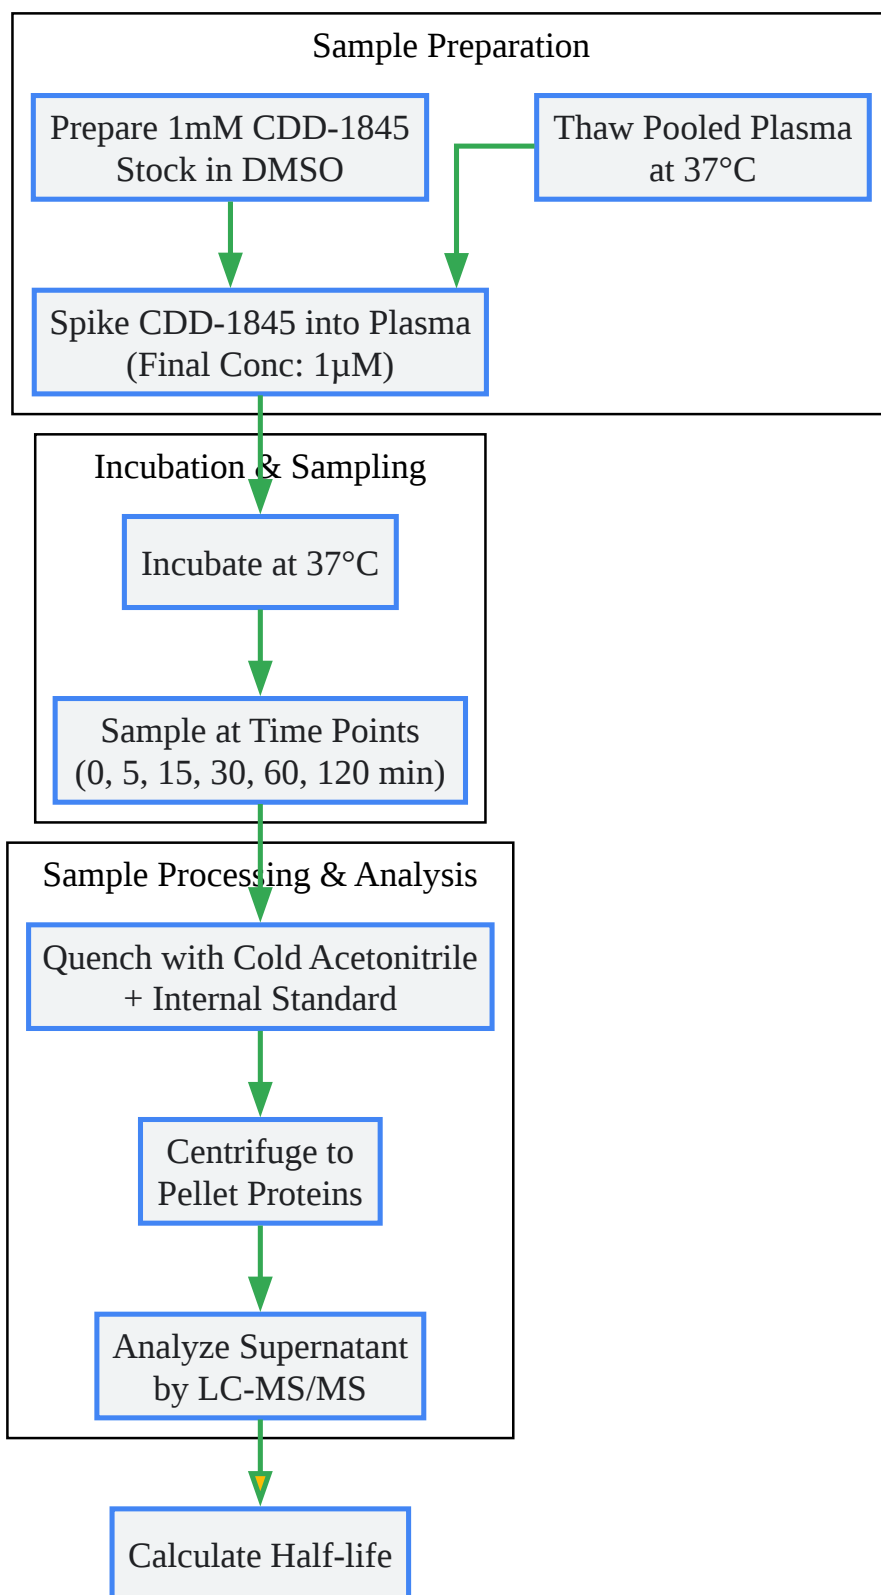 Sample Preparation
Prepare 1mM CDD-1845
Stock in DMSO
Thaw Pooled Plasma
at 37°C
Spike CDD-1845 into Plasma
(Final Conc: 1µM)
Incubation & Sampling
Incubate at 37°C
Sample at Time Points
(0, 5, 15, 30, 60, 120 min)
Sample Processing & Analysis
Quench with Cold Acetonitrile
+ Internal Standard
Centrifuge to
Pellet Proteins
Analyze Supernatant
by LC-MS/MS
Calculate Half-life